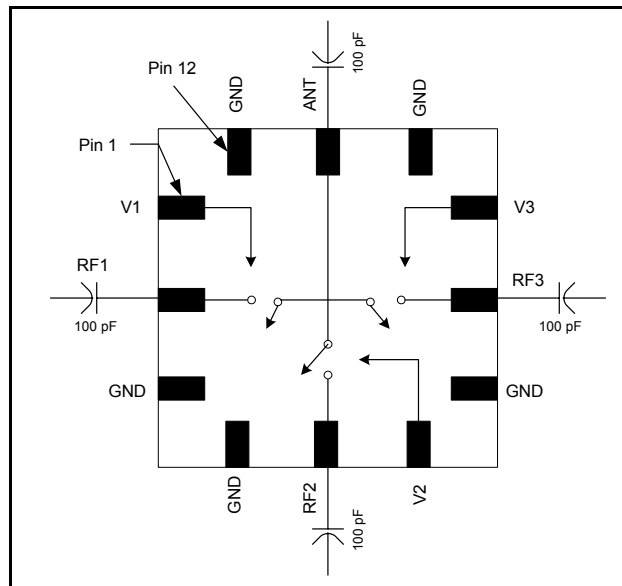 Pin 12
GND
ANT
100 pF
GND
Pin 1
V1
V3
RF1
RF3
100 pF
100 pF
GND
GND
GND
RF2
100 pF
V2